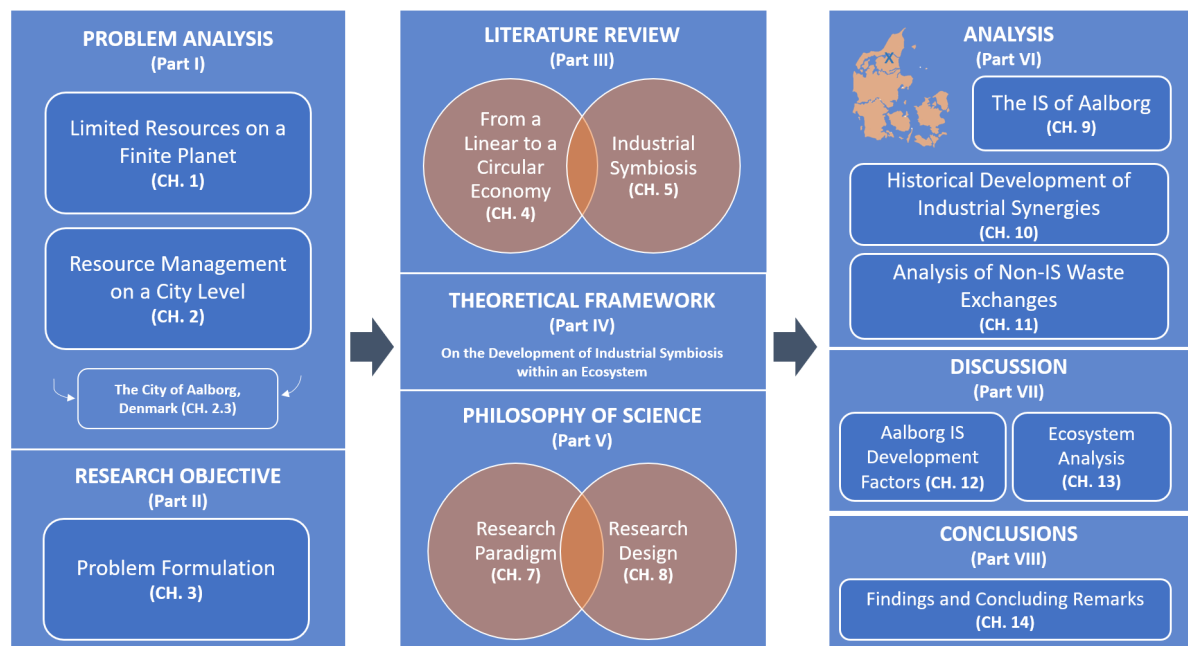 PROBLEM ANALYSIS
(Part I)
Limited Resources on a
Finite Planet
(CH. 1)
Resource Management
on a City Level
(CH. 2)
The City of Aalborg,
Denmark (CH. 2.3)
RESEARCH OBJECTIVE
(Part II)
Problem Formulation
(CH. 3)
LITERATURE REVIEW
(Part III)
From a
Linear to a
Circular
Economy
(CH. 4)
Industrial
Symbiosis
(CH. 5)
THEORETICAL FRAMEWORK
(Part IV)
On the Development of Industrial Symbiosis
within an Ecosystem
PHILOSOPHY OF SCIENCE
(Part V)
Research
Paradigm
(CH. 7)
Research
Design
(CH. 8)
ANALYSIS
(Part VI)
X
The IS of Aalborg
(CH. 9)
Historical Development of
Industrial Synergies
(CH. 10)
Analysis of Non-IS Waste
Exchanges
(CH. 11)
DISCUSSION
(Part VII)
Aalborg IS
Development
Factors (CH. 12)
Ecosystem
Analysis
(CH. 13)
CONCLUSIONS
(Part VIII)
Findings and Concluding Remarks
(CH. 14)